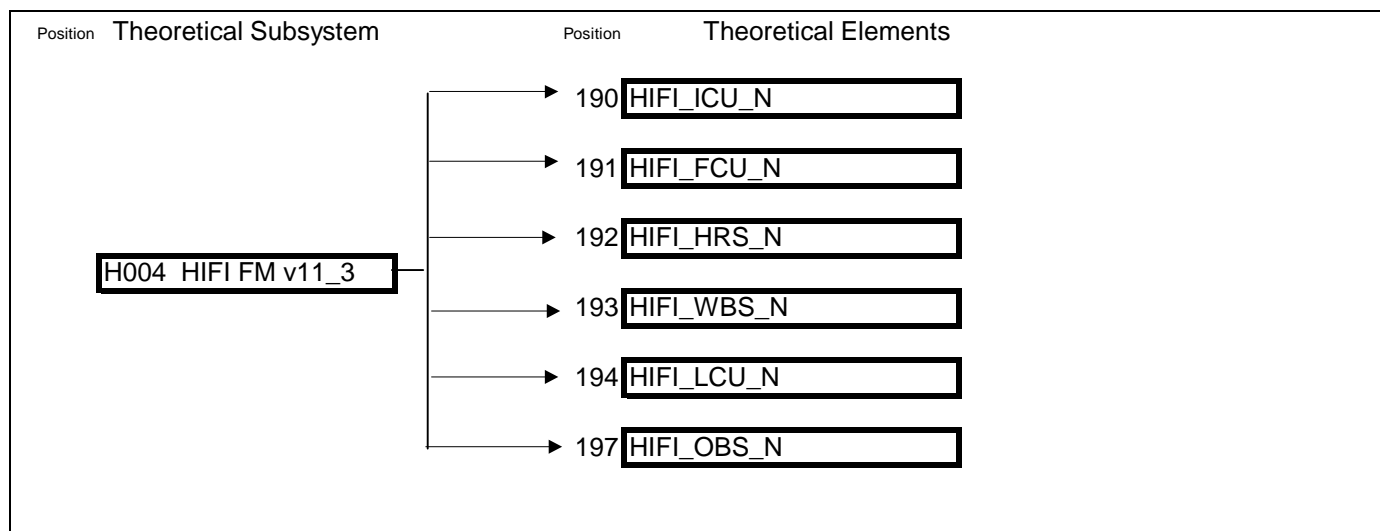 Position Theoretical Subsystem Position Theoretical Elements
190 HIFI_ICU_N
191 HIFI_FCU_N
192 HIFI_HRS_N
H004 HIFI FM v11_3
193 HIFI_WBS_N
194 HIFI_LCU_N
197 HIFI_OBS_N